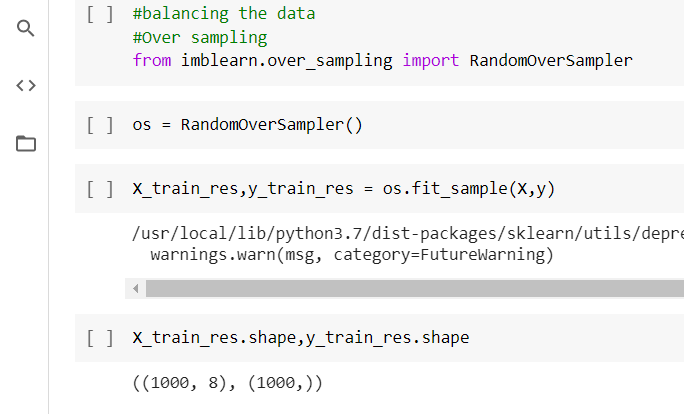 [ ] #balancing the data
#Over sampling
from imblearn.over_sampling import RandomOverSampler
[ ] os = RandomOverSampler()
[ ] X_train_res,y_train_res = os.fit_sample(X,y)
/usr/local/lib/python3.7/dist-packages/sklearn/utils/depre
warnings.warn(msg, category=FutureWarning)
[ ] X_train_res.shape,y_train_res.shape
((1000, 8), (1000,))